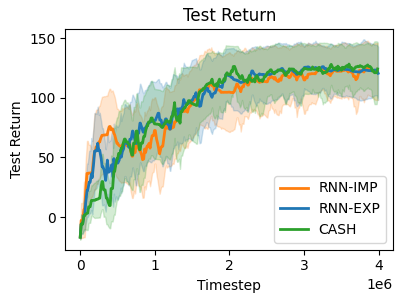 Test Return
Test Return
150
100
50
0
RNN-IMP
RNN-EXP
CASH
0 1 2 3 4
1e6
Timestep